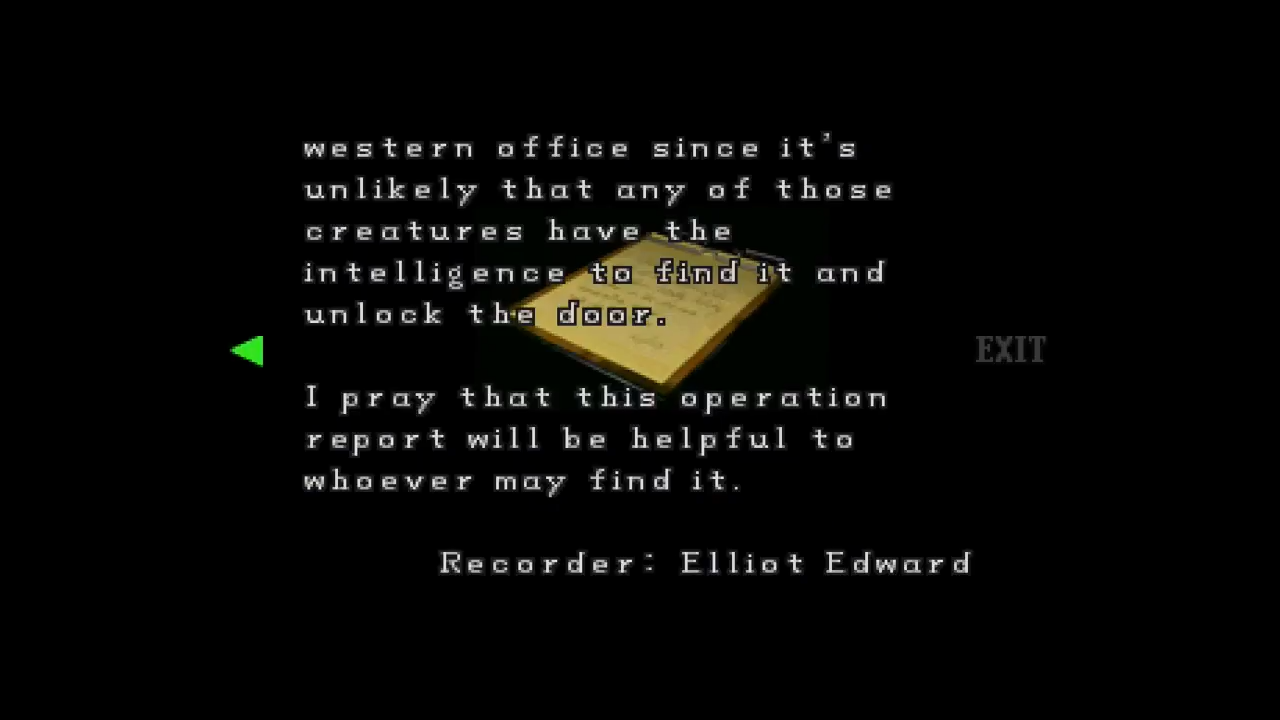 western office since it's
unlikely that any of those
creatures have the
intelligence to find it and
unlock the door.
EXIT
I pray that this operation
report will be helpful to
whoever may find it.
Recorder: Elliot Edward